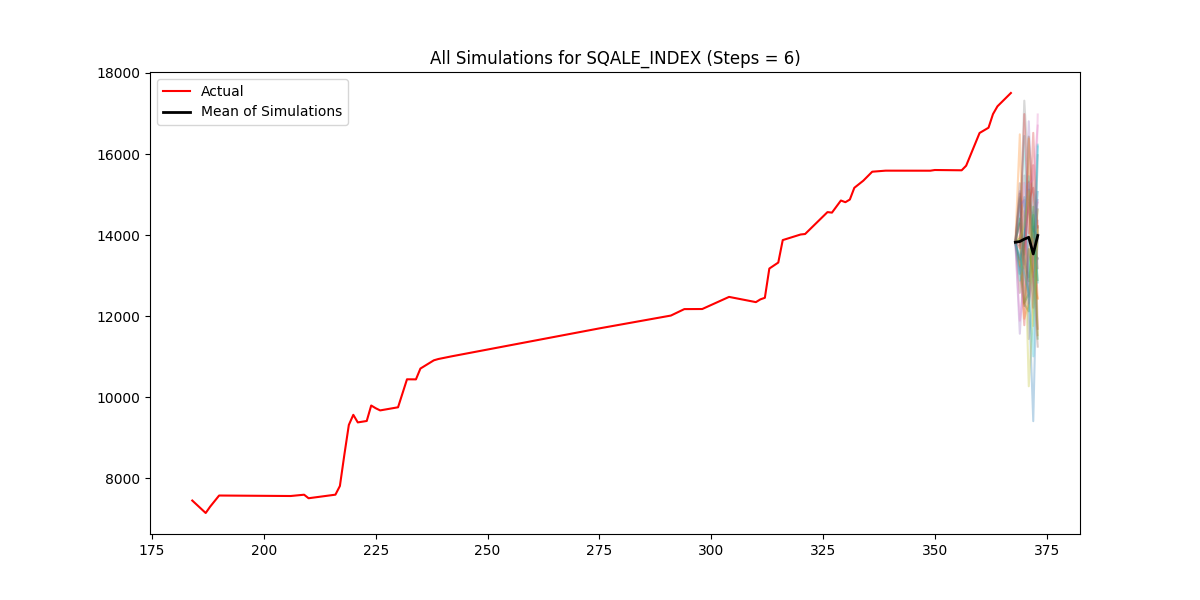 All Simulations for SQALE_INDEX (Steps = 6)
18000
Actual
Mean of Simulations
16000
14000
12000
10000
8000
175 200 225 250 275 300 325 350 375